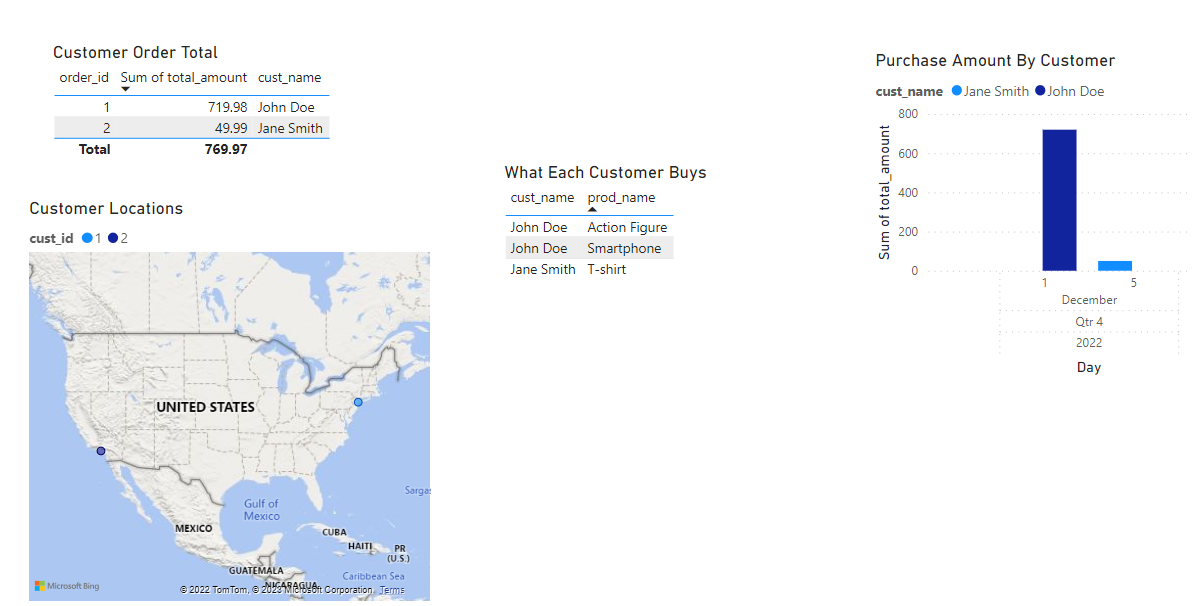 Customer Order Total
order_id Sum of total_amount cust_name
1 719.98 John Doe
2 49.99 Jane Smith
Total 769.97
Customer Locations
cust_id 1 2
UNITED STATES
Gulf of
Mexico
MEXICO
Sargas
CUBA
HAITI
PR
(U.S.)
GUATEMALA
Caribbean Sea
NICARAGUA
Microsoft Bing
© 2022 TomTom, © 2023 Microsoft Corporation Terms
What Each Customer Buys
cust_name prod_name
John Doe Action Figure
John Doe Smartphone
Jane Smith T-shirt
Purchase Amount By Customer
cust_name Jane Smith John Doe
Sum of total_amount
800
600
400
200
0
1 5
December
Qtr 4
2022
Day